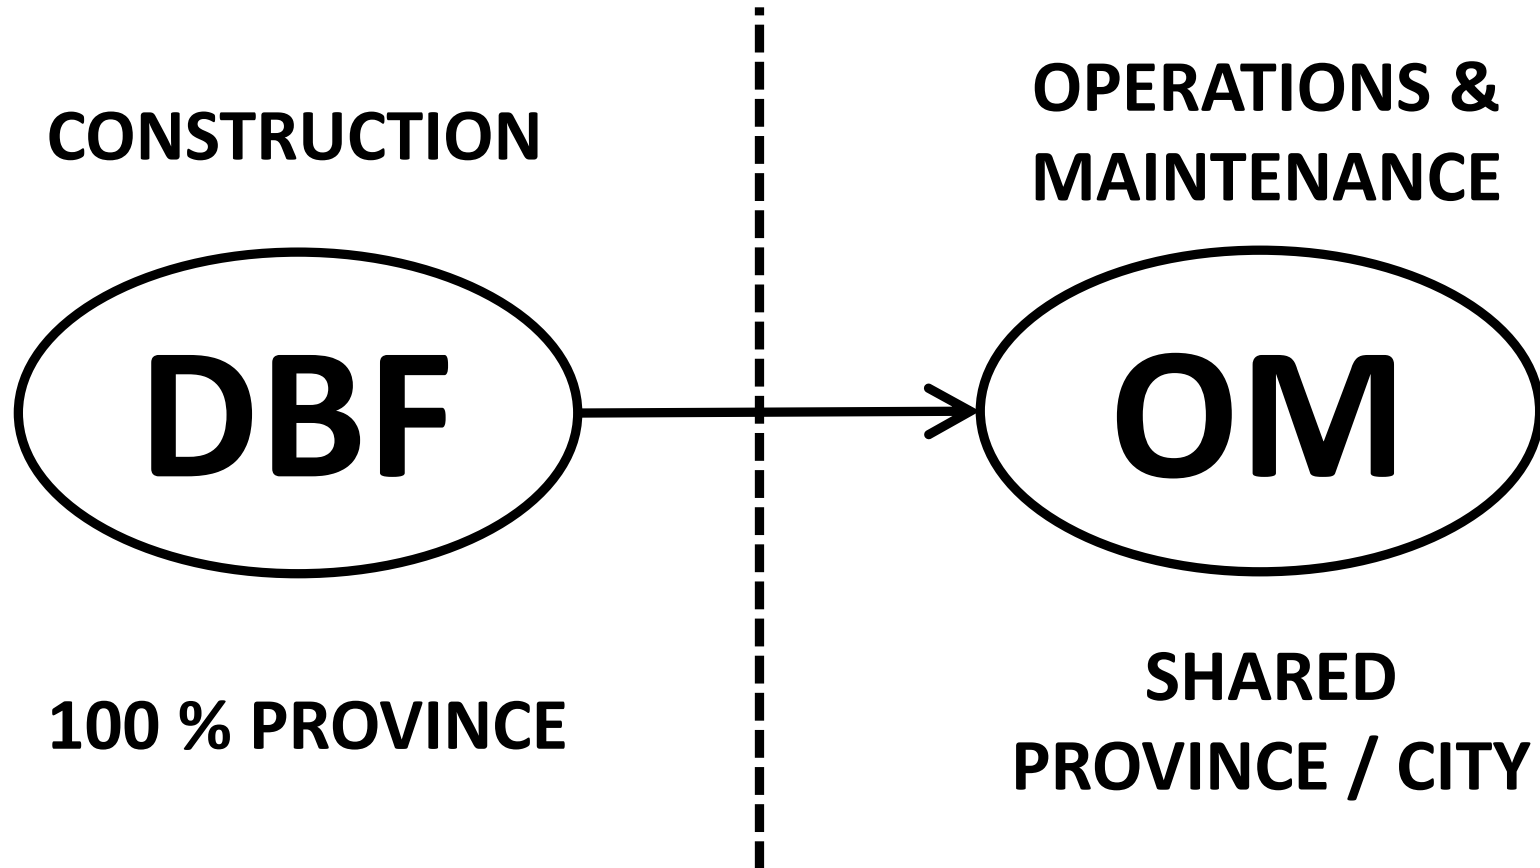 CONSTRUCTION
DBF
100 % PROVINCE
OPERATIONS &
MAINTENANCE
OM
SHARED
PROVINCE / CITY